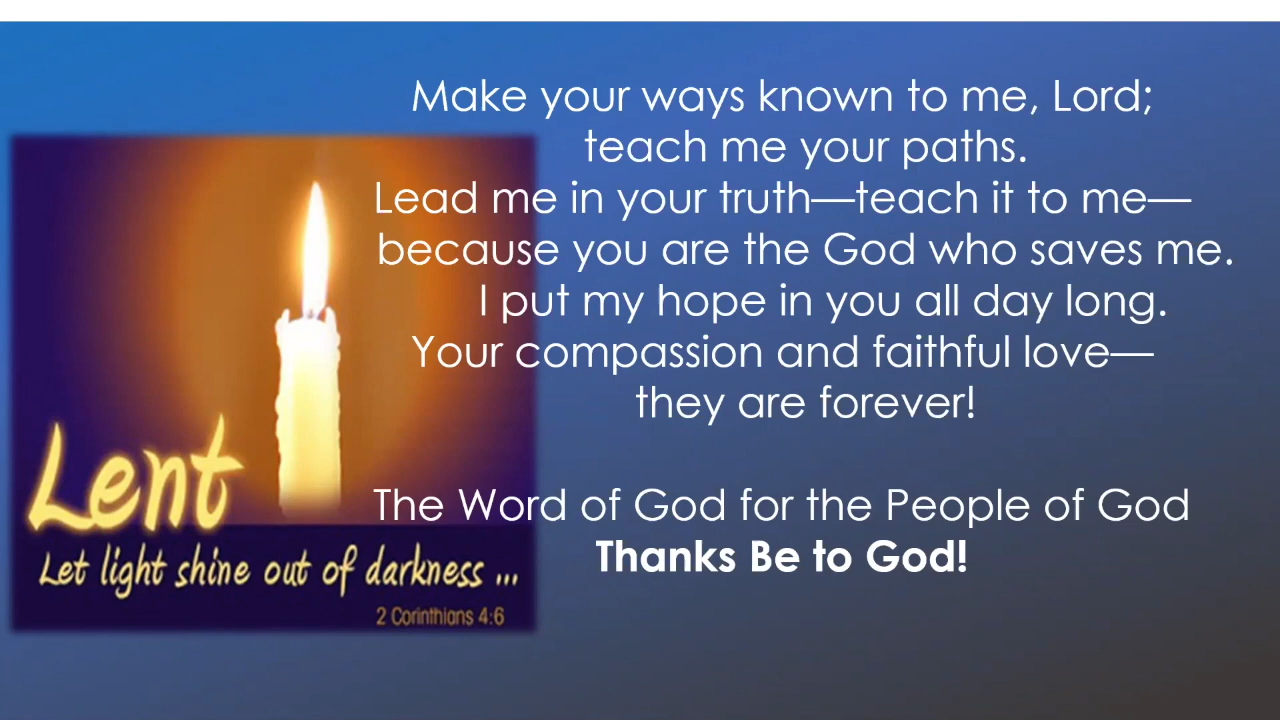 Make your ways known to me, Lord;
teach me your paths.
Lead me in your truth—teach it to me—
because you are the God who saves me.
I put my hope in you all day long.
Your compassion and faithful love—
they are forever!
The Word of God for the People of God
Thanks Be to God!
Lent
Let light shine out of darkness ...
2 Corinthians 4:6